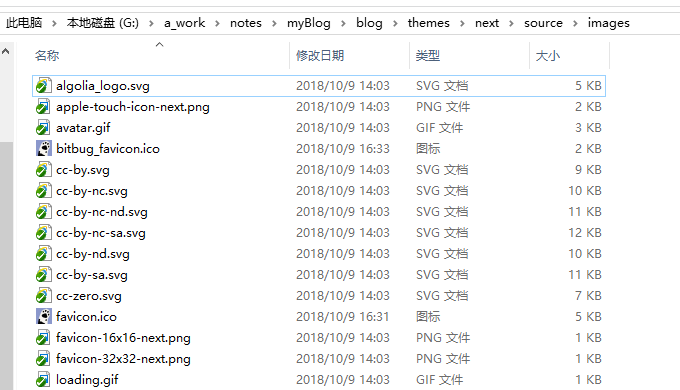 此电脑 > 本地磁盘 (G:) > a_work > notes > myBlog > blog > themes > next > source > images
名称 修改日期 类型 大小
algolia_logo.svg 2018/10/9 14:03 SVG 文档 5 KB
apple-touch-icon-next.png 2018/10/9 14:03 PNG 文件 2 KB
avatar.gif 2018/10/9 14:03 GIF 文件 3 KB
bitbug_favicon.ico 2018/10/9 16:33 图标 2 KB
cc-by.svg 2018/10/9 14:03 SVG 文档 9 KB
cc-by-nc.svg 2018/10/9 14:03 SVG 文档 10 KB
cc-by-nc-nd.svg 2018/10/9 14:03 SVG 文档 11 KB
cc-by-nc-sa.svg 2018/10/9 14:03 SVG 文档 12 KB
cc-by-nd.svg 2018/10/9 14:03 SVG 文档 10 KB
cc-by-sa.svg 2018/10/9 14:03 SVG 文档 11 KB
cc-zero.svg 2018/10/9 14:03 SVG 文档 7 KB
favicon.ico 2018/10/9 16:31 图标 5 KB
favicon-16x16-next.png 2018/10/9 14:03 PNG 文件 1 KB
favicon-32x32-next.png 2018/10/9 14:03 PNG 文件 1 KB
loading.gif 2018/10/9 14:03 GIF 文件 1 KB